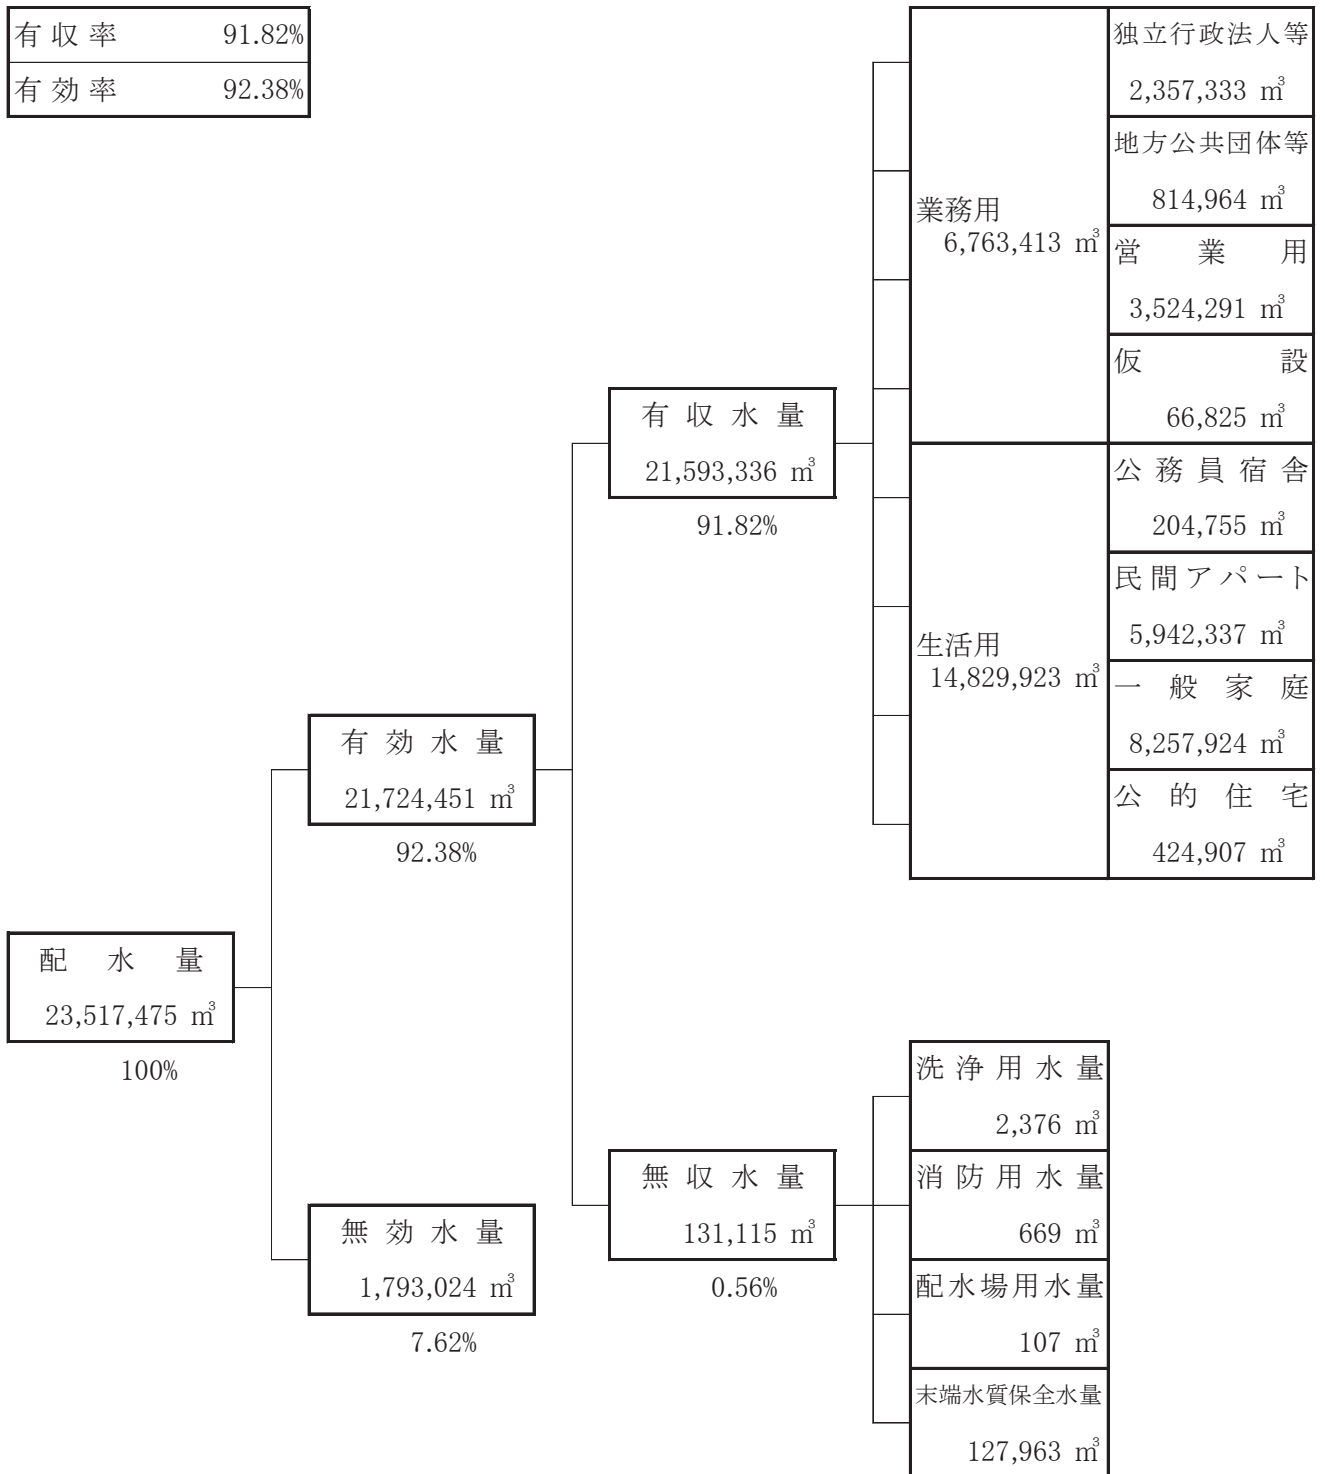 有収率 91.82%
有効率 92.38%
独立行政法人等
2,357,333 ㎥
地方公共団体等
814,964 ㎥
業務用
6,763,413 ㎥
営業用
3,524,291 ㎥
仮設
66,825 ㎥
有収水量
21,593,336 ㎥
91.82%
公務員宿舎
204,755 ㎥
民間アパート
5,942,337 ㎥
生活用
14,829,923 ㎥
一般家庭
8,257,924 ㎥
公的住宅
424,907 ㎥
有効水量
21,724,451 ㎥
92.38%
配水量
23,517,475 ㎥
100%
無効水量
1,793,024 ㎥
7.62%
無収水量
131,115 ㎥
0.56%
洗浄用水量
2,376 ㎥
消防用水量
669 ㎥
配水場用水量
107 ㎥
末端水質保全水量
127,963 ㎥